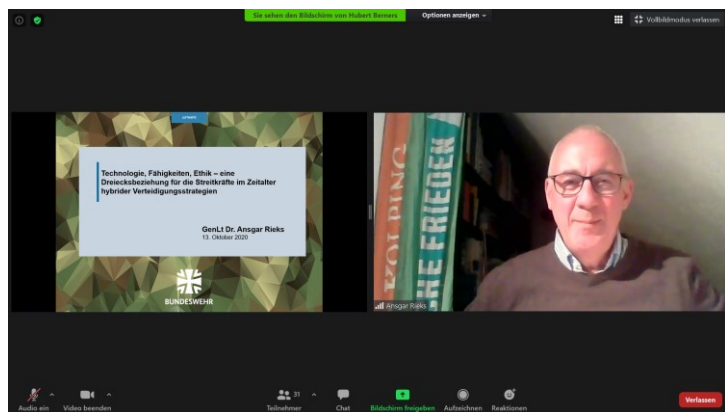 Sie sehen den Bildschirm von Hubert Berners
Optionen anzeigen
Vollbildmodus verlassen
Technologie, Fähigkeiten, Ethik – eine
Dreiecksbeziehung für die Streitkräfte im Zeitalter
hybrider Verteidigungsstrategien
GenLt Dr. Ansgar Rieks
13. Oktober 2020
BUNDESWEHR
KOLPING
HE FRIEDEN
Ansgar Rieks
Audio ein
Video beenden
31
Teilnehmer
Chat
Bildschirm freigeben
Aufzeichnen
Reaktionen
Verlassen